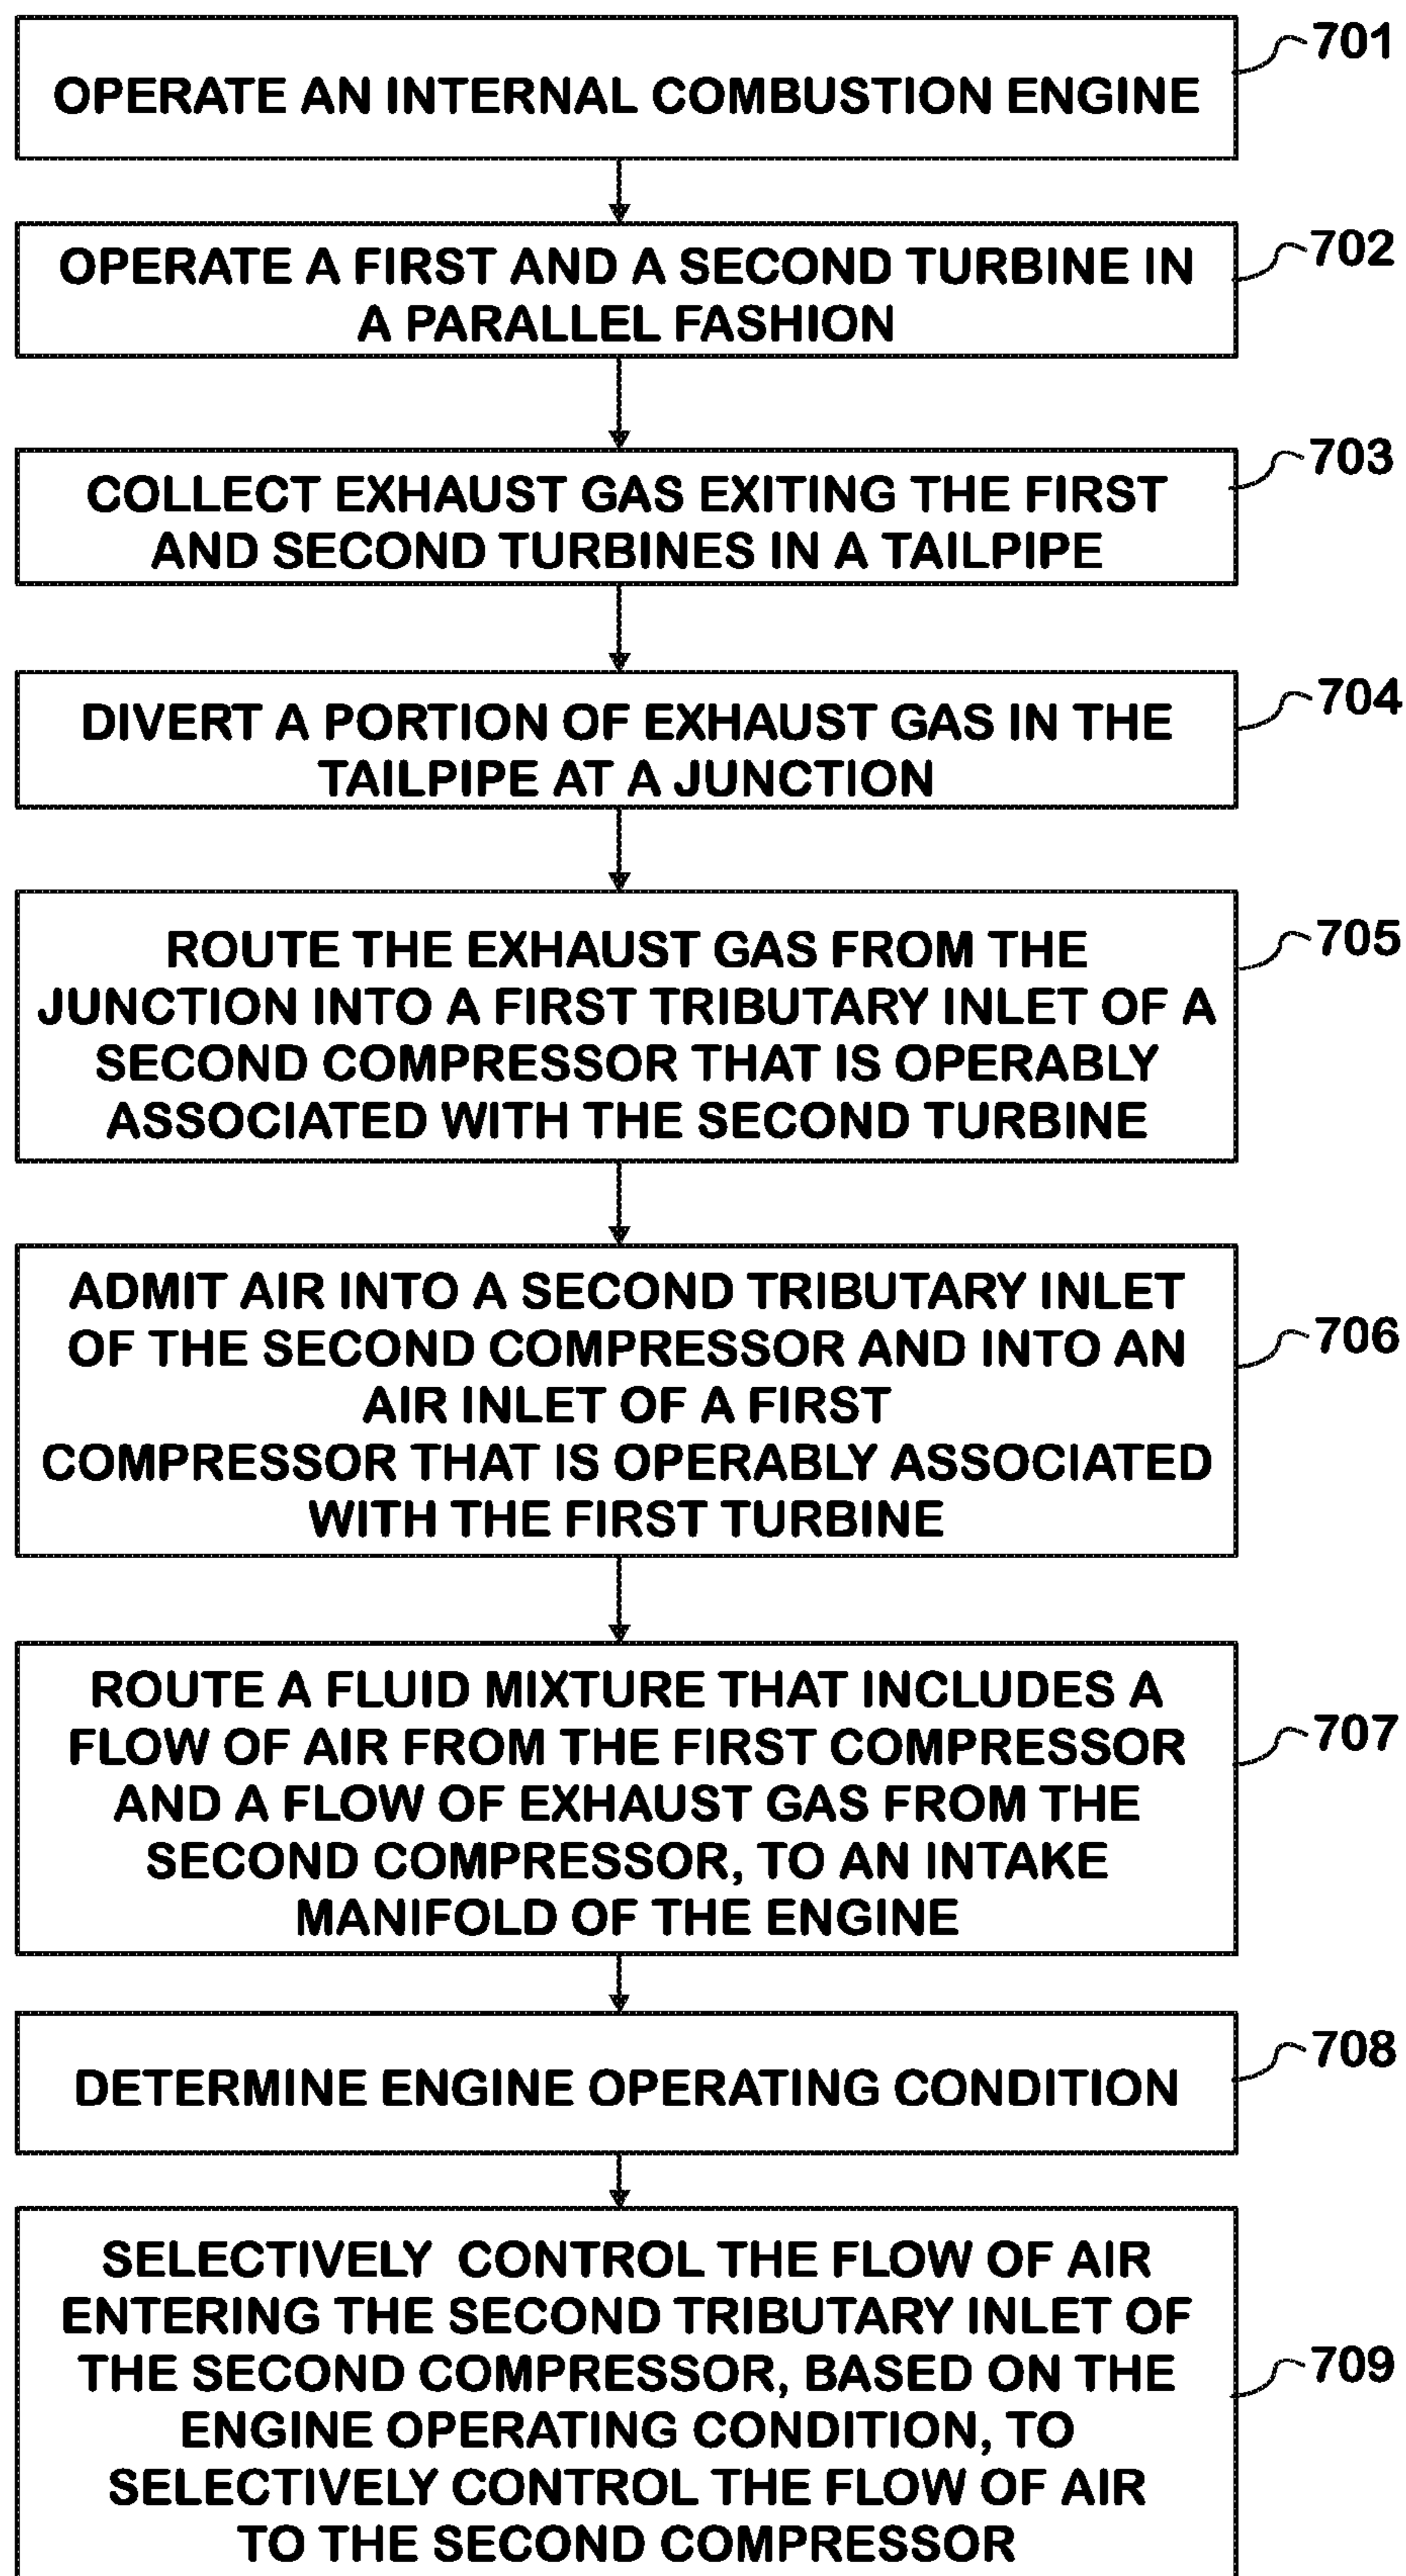 OPERATE AN INTERNAL COMBUSTION ENGINE
701
OPERATE A FIRST AND A SECOND TURBINE IN
A PARALLEL FASHION
702
COLLECT EXHAUST GAS EXITING THE FIRST
AND SECOND TURBINES IN A TAILPIPE
703
DIVERT A PORTION OF EXHAUST GAS IN THE
TAILPIPE AT A JUNCTION
704
ROUTE THE EXHAUST GAS FROM THE
JUNCTION INTO A FIRST TRIBUTARY INLET OF A
SECOND COMPRESSOR THAT IS OPERABLY
ASSOCIATED WITH THE SECOND TURBINE
705
ADMIT AIR INTO A SECOND TRIBUTARY INLET
OF THE SECOND COMPRESSOR AND INTO AN
AIR INLET OF A FIRST
COMPRESSOR THAT IS OPERABLY ASSOCIATED
WITH THE FIRST TURBINE
706
ROUTE A FLUID MIXTURE THAT INCLUDES A
FLOW OF AIR FROM THE FIRST COMPRESSOR
AND A FLOW OF EXHAUST GAS FROM THE
SECOND COMPRESSOR, TO AN INTAKE
MANIFOLD OF THE ENGINE
707
DETERMINE ENGINE OPERATING CONDITION
708
SELECTIVELY CONTROL THE FLOW OF AIR
ENTERING THE SECOND TRIBUTARY INLET OF
THE SECOND COMPRESSOR, BASED ON THE
ENGINE OPERATING CONDITION, TO
SELECTIVELY CONTROL THE FLOW OF AIR
TO THE SECOND COMPRESSOR
709